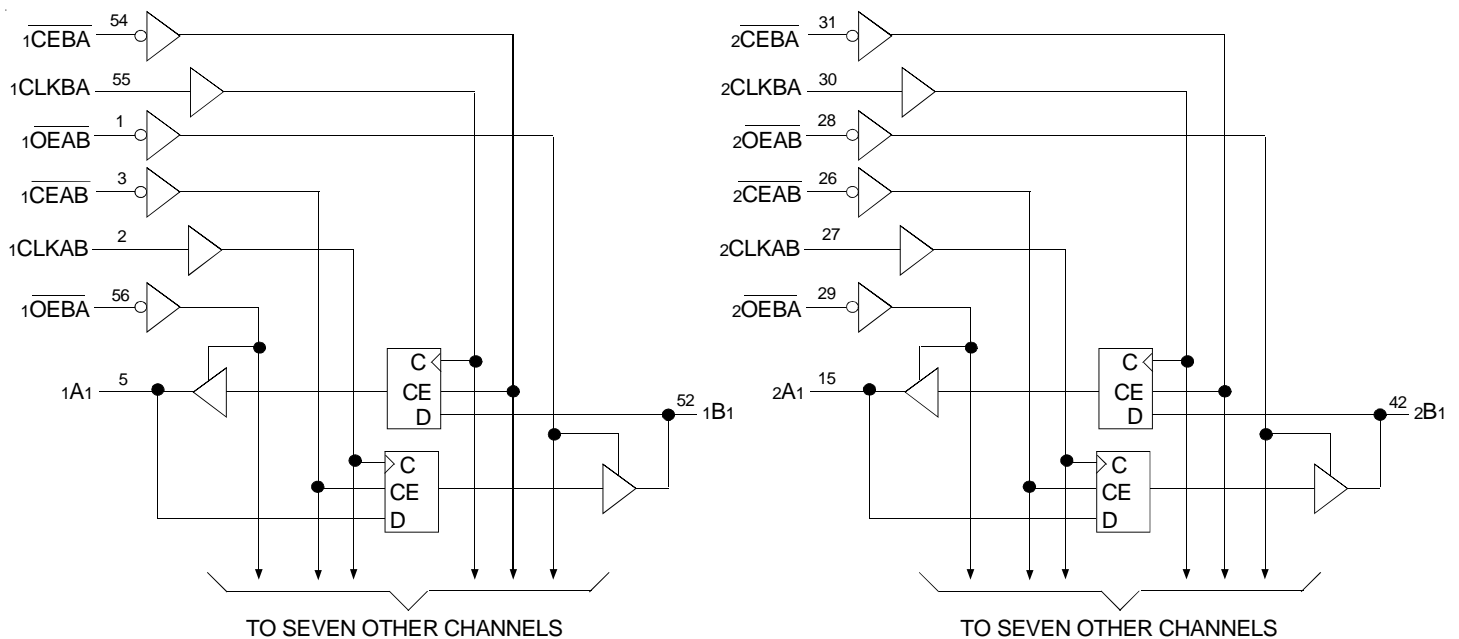 54
1CEBA
55
1CLKBA
1
1OEAB
3
1CEAB
2
1CLKAB
56
1OEBA
C
5
1A1
CE
D
52
1B1
C
CE
D
TO SEVEN OTHER CHANNELS
31
2CEBA
30
2CLKBA
28
2OEAB
26
2CEAB
27
2CLKAB
29
2OEBA
C
15
2A1
CE
D
42
2B1
C
CE
D
TO SEVEN OTHER CHANNELS